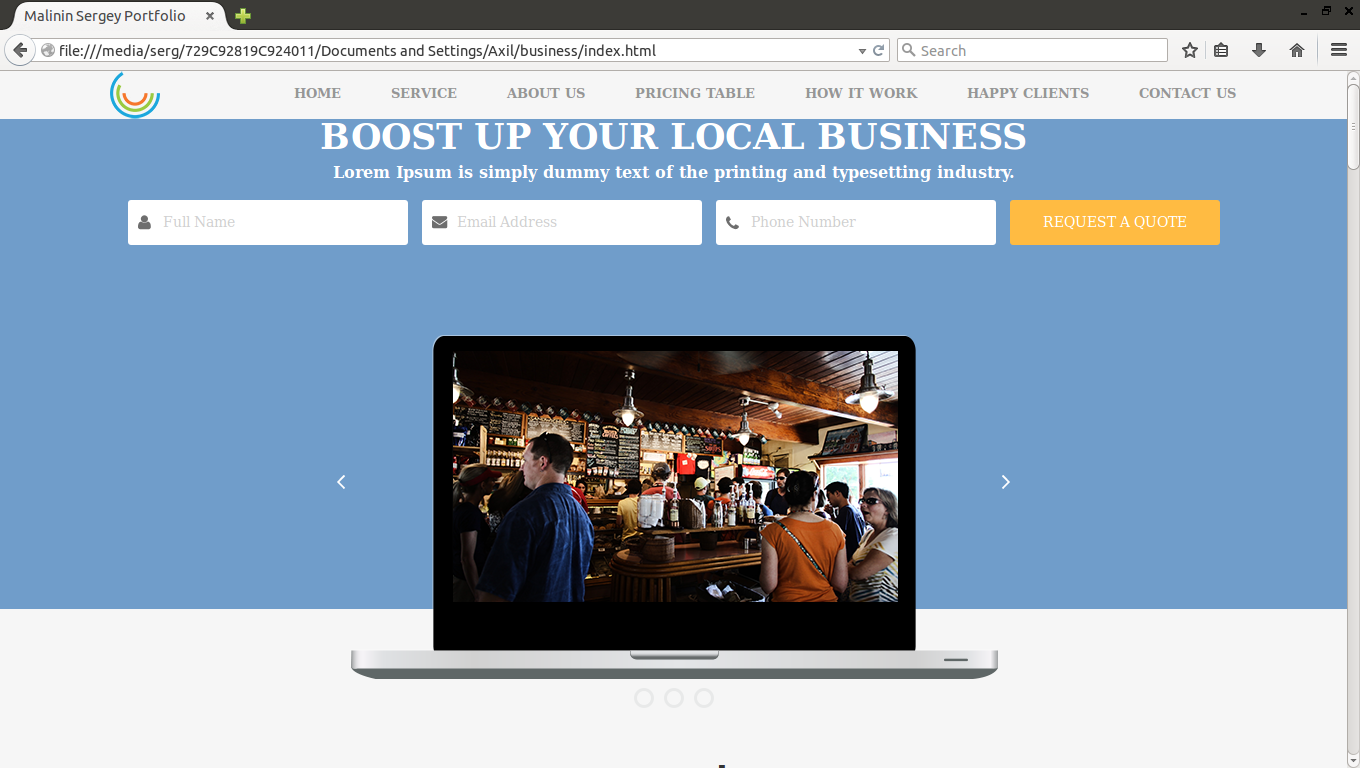 Malinin Sergey Portfolio
file:///media/serg/729C92819C924011/Documents and Settings/Axil/business/index.html
Search
HOME SERVICE ABOUT US PRICING TABLE HOW IT WORK HAPPY CLIENTS CONTACT US
BOOST UP YOUR LOCAL BUSINESS
Lorem Ipsum is simply dummy text of the printing and typesetting industry.
Full Name Email Address Phone Number REQUEST A QUOTE